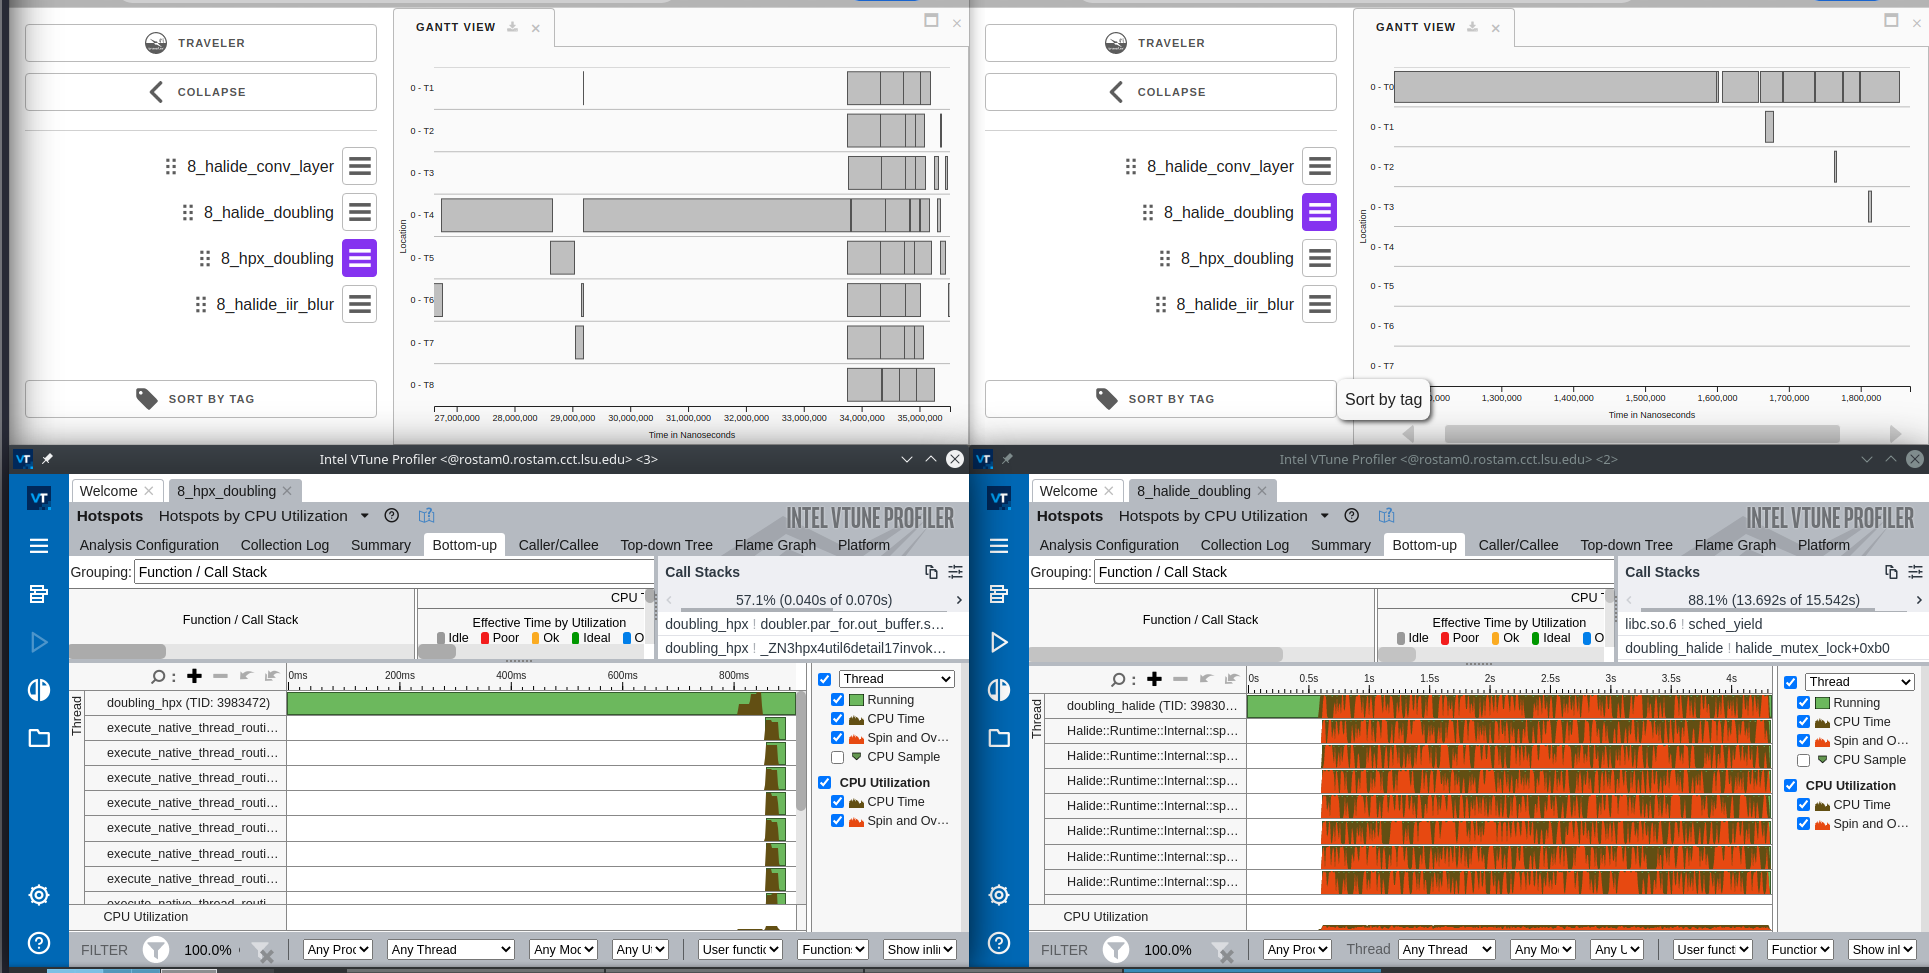 TRAVELER
COLLAPSE
8_halide_conv_layer
8_halide_doubling
8_hpx_doubling
8_halide_iir_blur
SORT BY TAG
GANTT VIEW
Location
0 - T1
0 - T2
0 - T3
0 - T4
0 - T5
0 - T6
0 - T7
0 - T8
27,000,000 28,000,000 29,000,000 30,000,000 31,000,000 32,000,000 33,000,000 34,000,000 35,000,000
Time in Nanoseconds
TRAVELER
COLLAPSE
8_halide_conv_layer
8_halide_doubling
8_hpx_doubling
8_halide_iir_blur
SORT BY TAG
Sort by tag
GANTT VIEW
Location
0 - T0
0 - T1
0 - T2
0 - T3
0 - T4
0 - T5
0 - T6
0 - T7
0,000 1,300,000 1,400,000 1,500,000 1,600,000 1,700,000 1,800,000
Time in Nanoseconds
VT Intel VTune Profiler <@rostam0.rostam.cct.lsu.edu> <3>
VT
Welcome 8_hpx_doubling
Hotspots Hotspots by CPU Utilization
INTEL VTUNE PROFILER
Analysis Configuration Collection Log Summary Bottom-up Caller/Callee Top-down Tree Flame Graph Platform
Grouping: Function / Call Stack
Function / Call Stack
CPU T
Effective Time by Utilization
Idle Poor Ok Ideal O
Call Stacks
57.1% (0.040s of 0.070s)
doubling_hpx ! doubler.par_for.out_buffer.s...
doubling_hpx ! _ZN3hpx4util6detail17invok...
0ms 200ms 400ms 600ms 800ms
Thread
doubling_hpx (TID: 3983472)
execute_native_thread_routi...
execute_native_thread_routi...
execute_native_thread_routi...
execute_native_thread_routi...
execute_native_thread_routi...
execute_native_thread_routi...
execute_native_thread_routi...
execute_native_thread_routi...
CPU Utilization
Thread
Running
CPU Time
Spin and Ov...
CPU Sample
CPU Utilization
CPU Time
Spin and Ov...
FILTER 100.0% Any Proc Any Thread Any Moc Any Ut User functic Functions Show inlin
VT Intel VTune Profiler <@rostam0.rostam.cct.lsu.edu> <2>
VT
Welcome 8_halide_doubling
Hotspots Hotspots by CPU Utilization
INTEL VTUNE PROFILER
Analysis Configuration Collection Log Summary Bottom-up Caller/Callee Top-down Tree Flame Graph Platform
Grouping: Function / Call Stack
Function / Call Stack
CPU T
Effective Time by Utilization
Idle Poor Ok Ideal O
Call Stacks
88.1% (13.692s of 15.542s)
libc.so.6 ! sched_yield
doubling_halide ! halide_mutex_lock+0xb0
0s 0.5s 1s 1.5s 2s 2.5s 3s 3.5s 4s
Thread
doubling_halide (TID: 39830...
Halide::Runtime::Internal::sp...
Halide::Runtime::Internal::sp...
Halide::Runtime::Internal::sp...
Halide::Runtime::Internal::sp...
Halide::Runtime::Internal::sp...
Halide::Runtime::Internal::sp...
Halide::Runtime::Internal::sp...
CPU Utilization
Thread
Running
CPU Time
Spin and O...
CPU Sample
CPU Utilization
CPU Time
Spin and O...
FILTER 100.0% Any Proc Thread Any Thread Any Mo Any U User funct Function Show inl